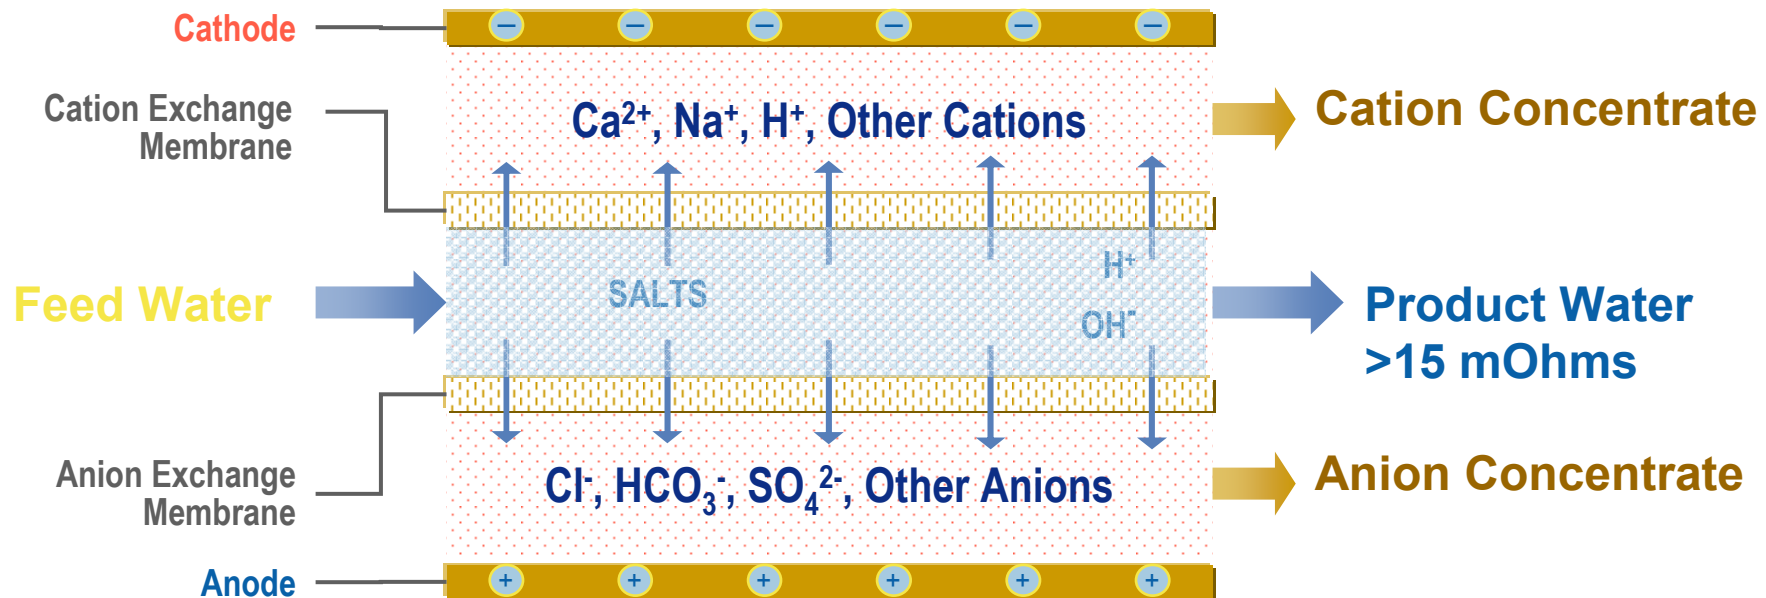 Cathode
− − − − − −
Cation Exchange
Membrane
Ca²⁺, Na⁺, H⁺, Other Cations
Cation Concentrate
Feed Water
SALTS
H⁺
OH⁻
Product Water
>15 mOhms
Anion Exchange
Membrane
Cl⁻, HCO₃⁻, SO₄²⁻, Other Anions
Anion Concentrate
Anode
+ + + + + +